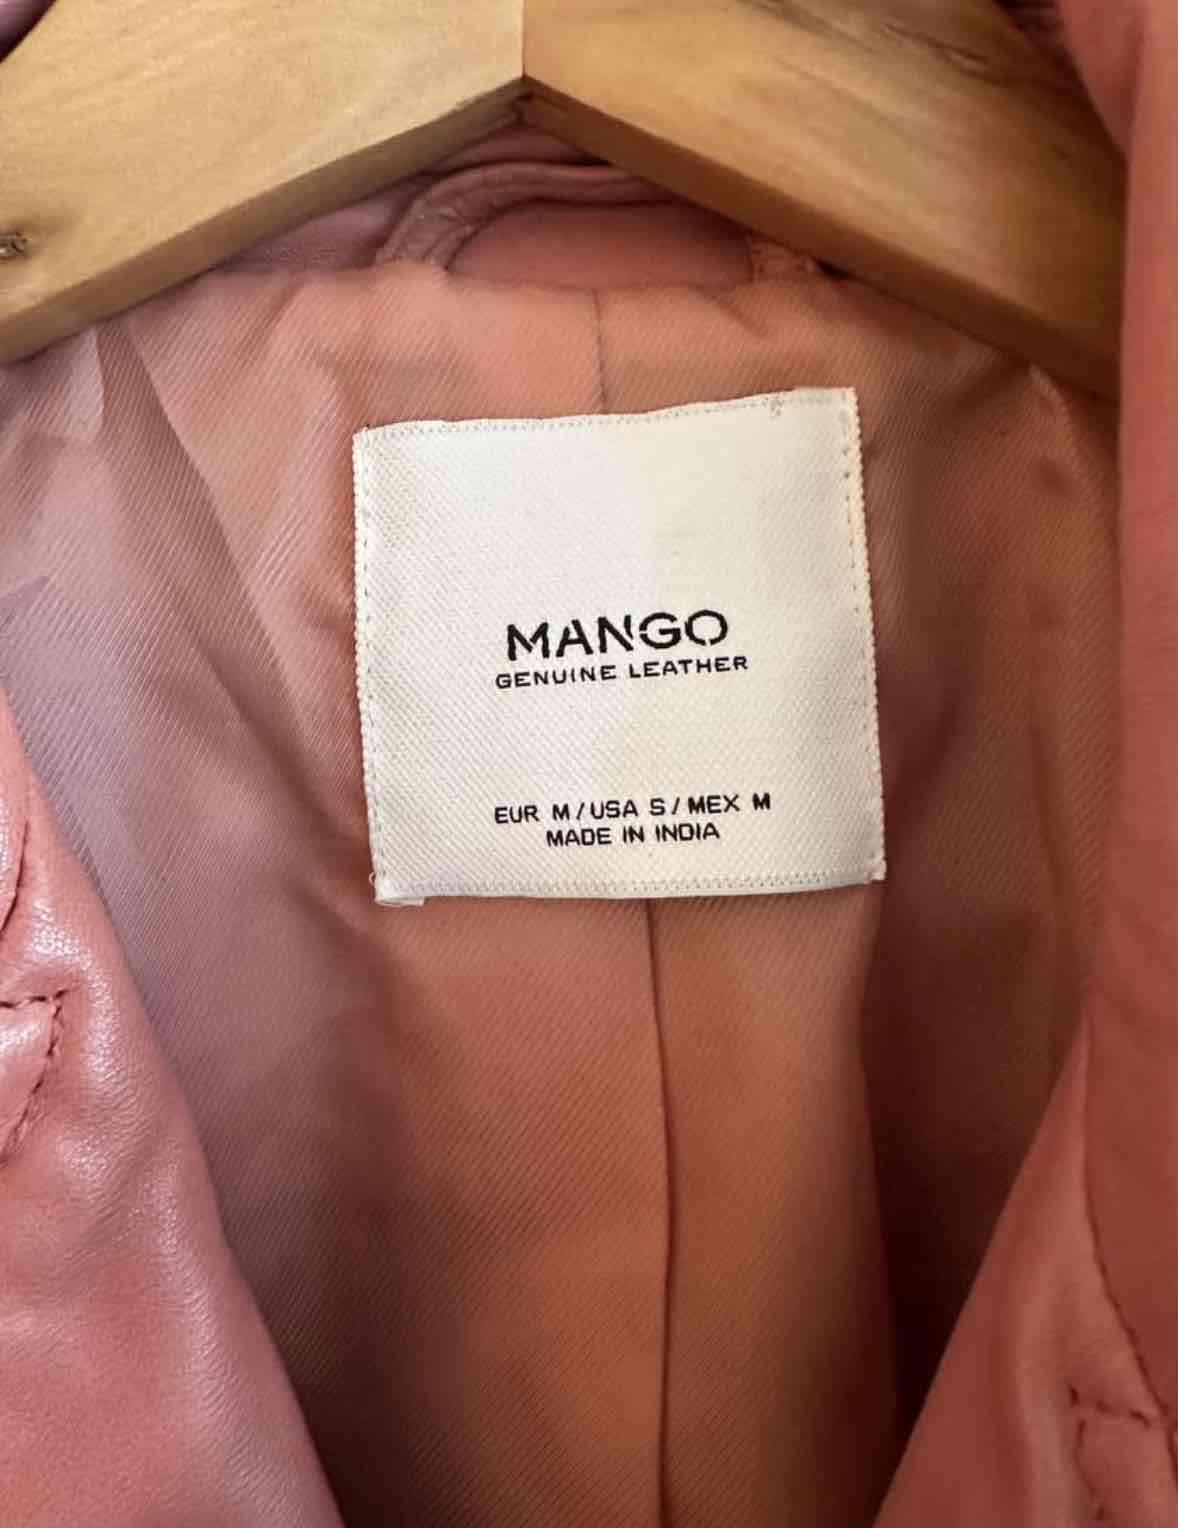 MANGO
GENUINE LEATHER
EUR M / USA S / MEX M
MADE IN INDIA